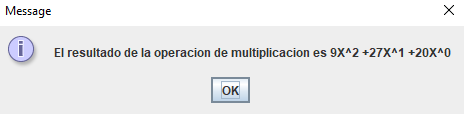 Message
El resultado de la operacion de multiplicacion es 9X^2 +27X^1 +20X^0
OK